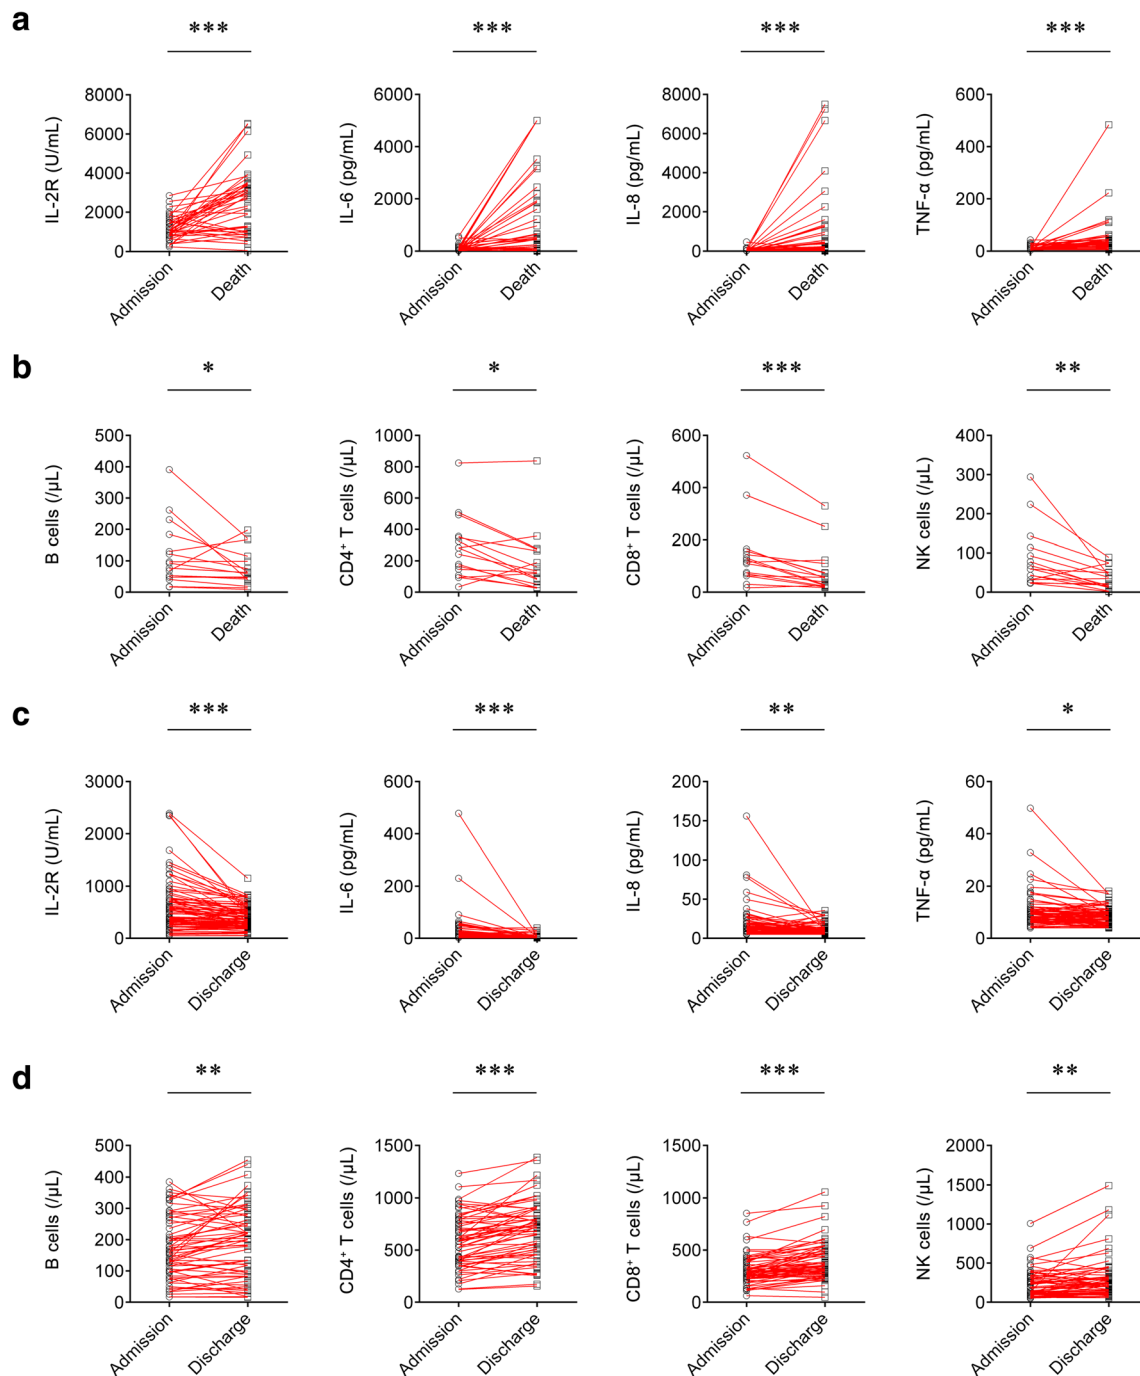 a
*** *** *** ***
IL-2R (U/mL)
8000
6000
4000
2000
0
Admission
Death
IL-6 (pg/mL)
6000
4000
2000
0
Admission
Death
IL-8 (pg/mL)
8000
6000
4000
2000
0
Admission
Death
TNF-α (pg/mL)
600
400
200
0
Admission
Death
b
* * *** **
B cells (/μL)
500
400
300
200
100
0
Admission
Death
CD4⁺ T cells (/μL)
1000
800
600
400
200
0
Admission
Death
CD8⁺ T cells (/μL)
600
400
200
0
Admission
Death
NK cells (/μL)
400
300
200
100
0
Admission
Death
c
*** *** ** *
IL-2R (U/mL)
3000
2000
1000
0
Admission
Discharge
IL-6 (pg/mL)
600
400
200
0
Admission
Discharge
IL-8 (pg/mL)
200
150
100
50
0
Admission
Discharge
TNF-α (pg/mL)
60
40
20
0
Admission
Discharge
d
** *** *** **
B cells (/μL)
500
400
300
200
100
0
Admission
Discharge
CD4⁺ T cells (/μL)
1500
1000
500
0
Admission
Discharge
CD8⁺ T cells (/μL)
1500
1000
500
0
Admission
Discharge
NK cells (/μL)
2000
1500
1000
500
0
Admission
Discharge